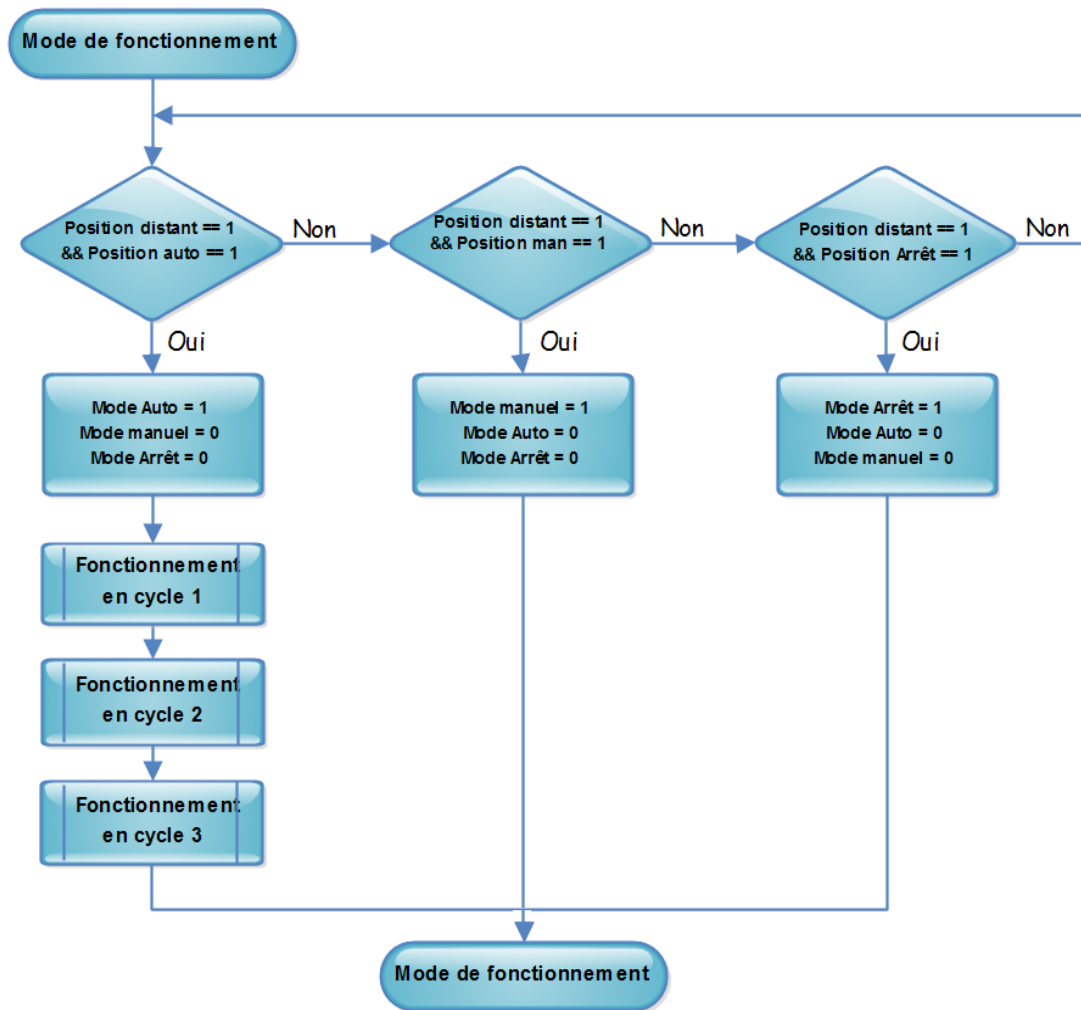 Mode de fonctionnement
Position distant == 1
&& Position auto == 1
Non
Position distant == 1
&& Position man == 1
Non
Position distant == 1
&& Position Arrêt == 1
Non
Oui
Oui
Oui
Mode Auto = 1
Mode manuel = 0
Mode Arrêt = 0
Mode manuel = 1
Mode Auto = 0
Mode Arrêt = 0
Mode Arrêt = 1
Mode Auto = 0
Mode manuel = 0
Fonctionnement
en cycle 1
Fonctionnement
en cycle 2
Fonctionnement
en cycle 3
Mode de fonctionnement